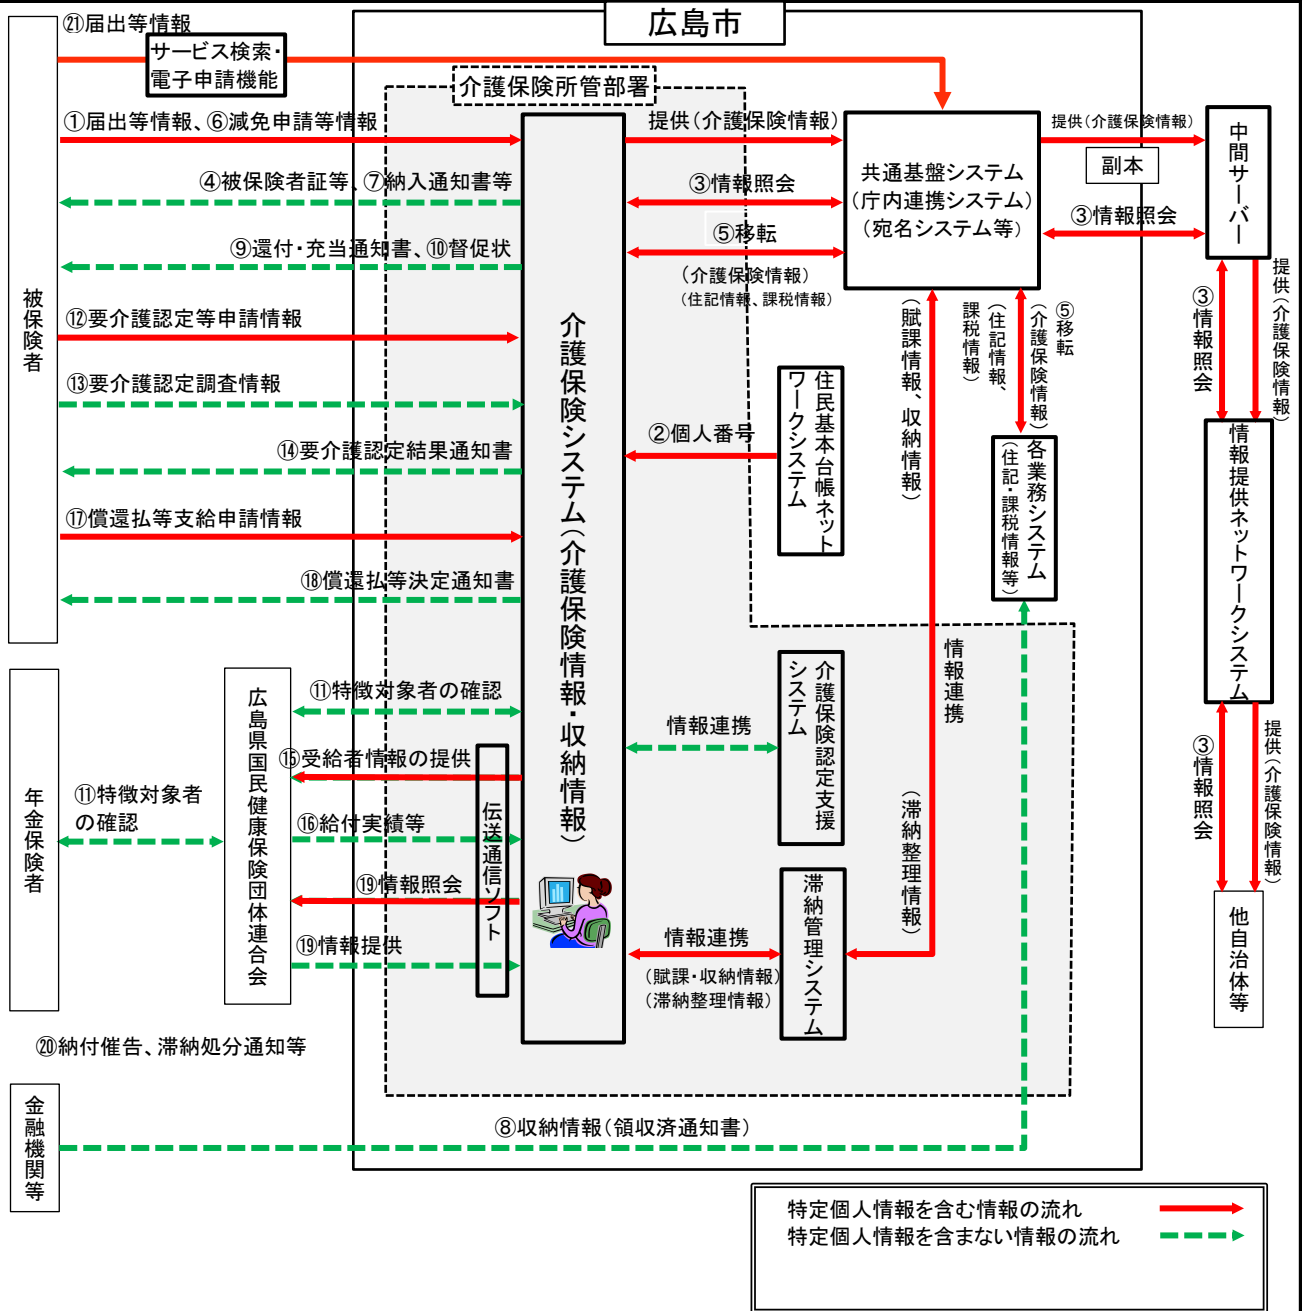 広島市
㉑届出等情報
サービス検索・
電子申請機能
介護保険所管部署
①届出等情報、⑥減免申請等情報
④被保険者証等、⑦納入通知書等
⑨還付・充当通知書、⑩督促状
⑫要介護認定等申請情報
⑬要介護認定調査情報
⑭要介護認定結果通知書
⑰償還払等支給申請情報
⑱償還払等決定通知書
被保険者
介護保険システム(介護保険情報・収納情報)
提供(介護保険情報)
③情報照会
⑤移転
(介護保険情報)
(住記情報、課税情報)
共通基盤システム
(庁内連携システム)
(宛名システム等)
提供(介護保険情報)
副本
③情報照会
中間サーバー
③情報照会
提供(介護保険情報)
②個人番号
住民基本台帳ネット
ワークシステム
(賦課情報、収納情報)
⑤移転
(介護保険情報)
(住記情報、
課税情報)
各業務システム
(住記・課税情報等)
情報提供ネットワークシステム
情報連携
(滞納整理情報)
③情報照会
提供(介護保険情報)
他自治体等
年金保険者
⑪特徴対象者
の確認
広島県国民健康保険団体連合会
⑪特徴対象者の確認
⑮受給者情報の提供
⑯給付実績等
⑲情報照会
⑲情報提供
伝送通信ソフト
情報連携
介護保険認定支援
システム
情報連携
(賦課・収納情報)
(滞納整理情報)
滞納管理システム
⑳納付催告、滞納処分通知等
金融機関等
⑧収納情報(領収済通知書)
特定個人情報を含む情報の流れ
特定個人情報を含まない情報の流れ